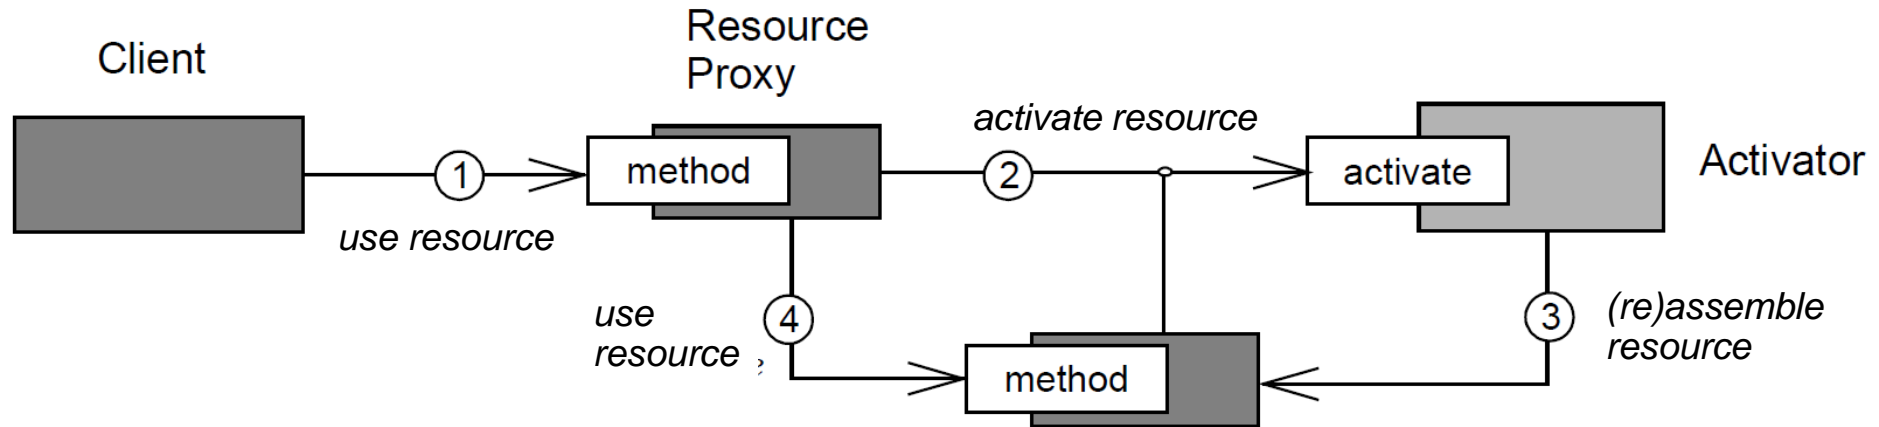 Client
Resource
Proxy
activate resource
1
method
2
activate
Activator
use resource
use
resource
4
3
(re)assemble
resource
method